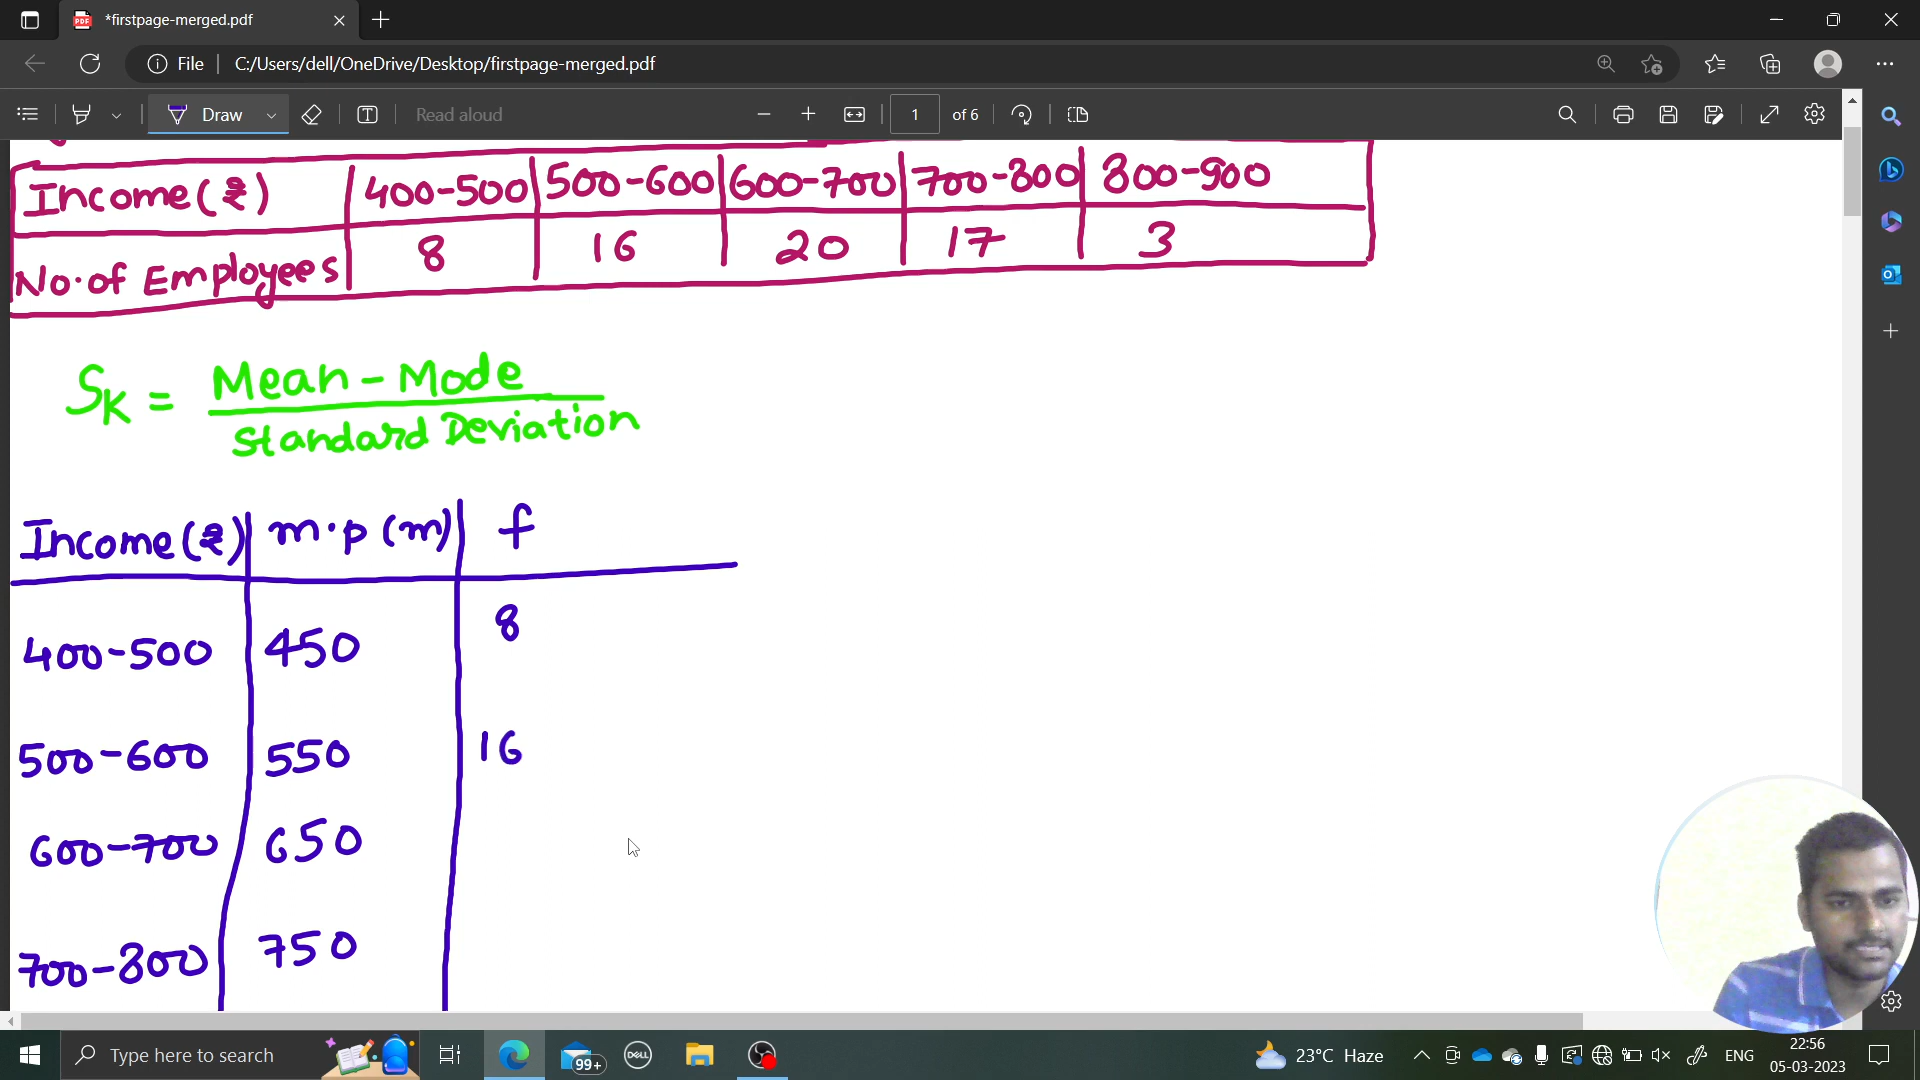 *firstpage-merged.pdf
File | C:/Users/dell/OneDrive/Desktop/firstpage-merged.pdf
Draw
Read aloud
1 of 6
Income(₹) 400-500 500-600 600-700 700-800 800-900
No.of Employees 8 16 20 17 3
SK = Mean - Mode
Standard Deviation
Income(₹) m.p (m) f
400-500 450 8
500-600 550 16
600-700 650
700-800 750
Type here to search
99+
DELL
23°C Haze
ENG
22:56
05-03-2023